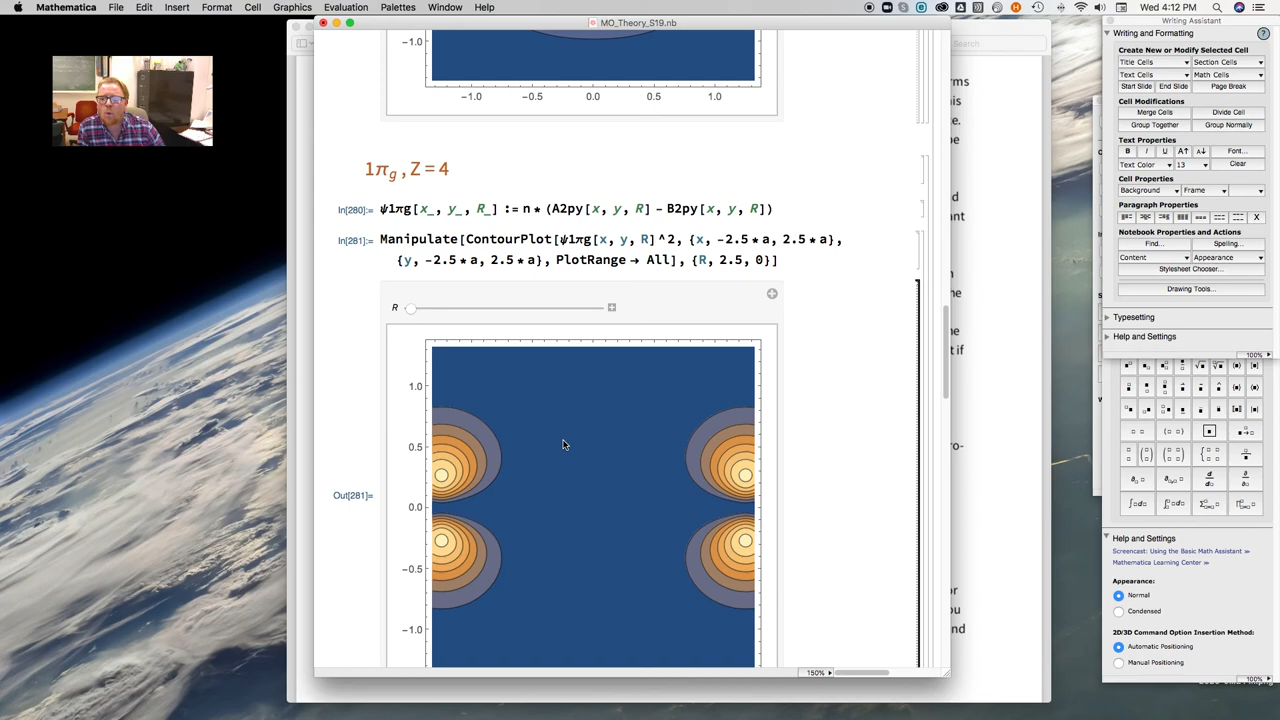 Mathematica File Edit Insert Format Cell Graphics Evaluation Palettes Window Help
Wed 4:12 PM
MO_Theory_S19.nb
Search
−1.0
−1.0 −0.5 0.0 0.5 1.0
1πg , Z = 4
In[280]:= ψ1πg[x_, y_, R_] := n * (A2py[x, y, R] − B2py[x, y, R])
In[281]:= Manipulate[ContourPlot[ψ1πg[x, y, R]^2, {x, −2.5 * a, 2.5 * a},
{y, −2.5 * a, 2.5 * a}, PlotRange → All], {R, 2.5, 0}]
R
1.0
0.5
Out[281]=
0.0
−0.5
−1.0
150%
Writing Assistant
Writing and Formatting
Create New or Modify Selected Cell
Title Cells Section Cells
Text Cells Math Cells
Start Slide End Slide Page Break
Cell Modifications
Merge Cells Divide Cell
Group Together Group Normally
Text Properties
B I U A↑ A↓ Font...
Text Color 13 Clear
Cell Properties
Background Frame
Paragraph Properties
Notebook Properties and Actions
Find... Spelling...
Content Appearance
Stylesheet Chooser...
Drawing Tools...
Typesetting
Help and Settings
100%
Help and Settings
Screencast: Using the Basic Math Assistant »
Mathematica Learning Center »
Appearance:
Normal
Condensed
2D/3D Command Option Insertion Method:
Automatic Positioning
Manual Positioning
100%